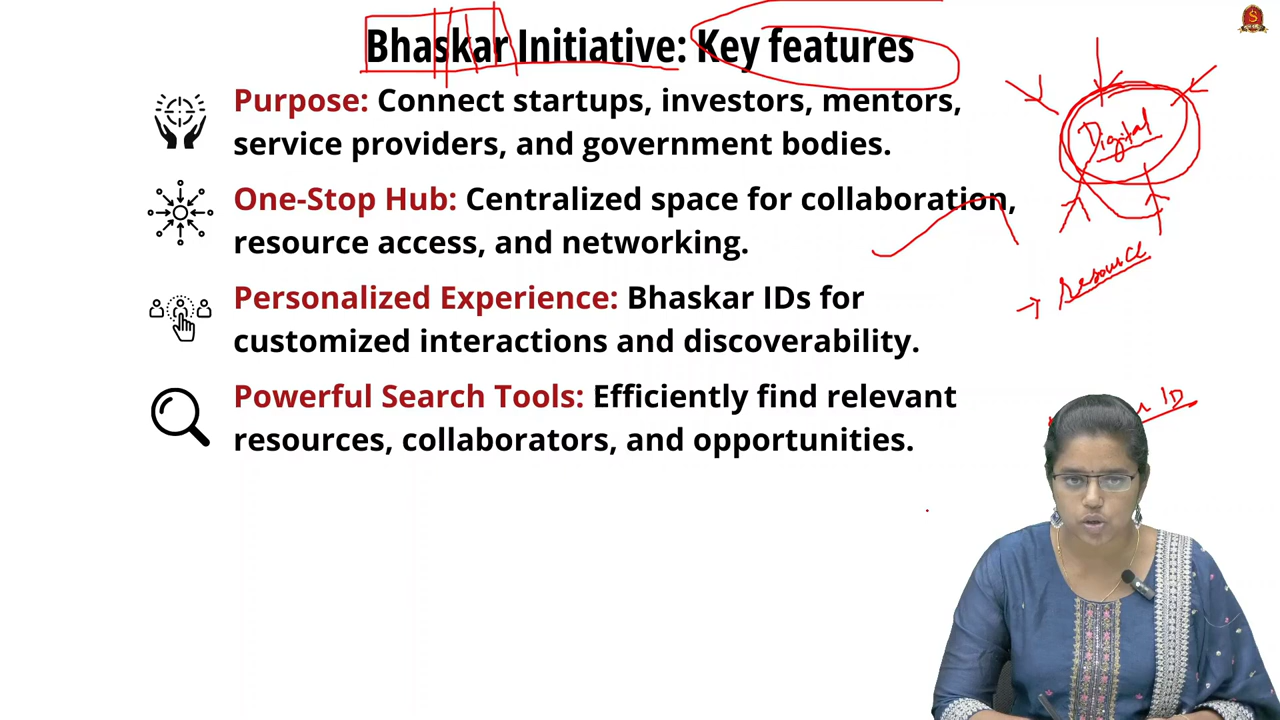 Bhaskar Initiative: Key features
Purpose: Connect startups, investors, mentors,
service providers, and government bodies.
Digital
One-Stop Hub: Centralized space for collaboration,
resource access, and networking.
resource
Personalized Experience: Bhaskar IDs for
customized interactions and discoverability.
Powerful Search Tools: Efficiently find relevant
resources, collaborators, and opportunities.
ID